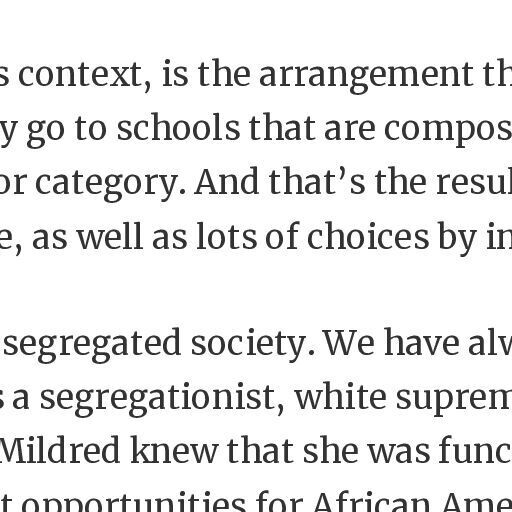 s context, is the arrangement th
y go to schools that are compos
or category. And that’s the resul
e, as well as lots of choices by in
segregated society. We have alw
s a segregationist, white suprem
Mildred knew that she was func
t opportunities for African Ame